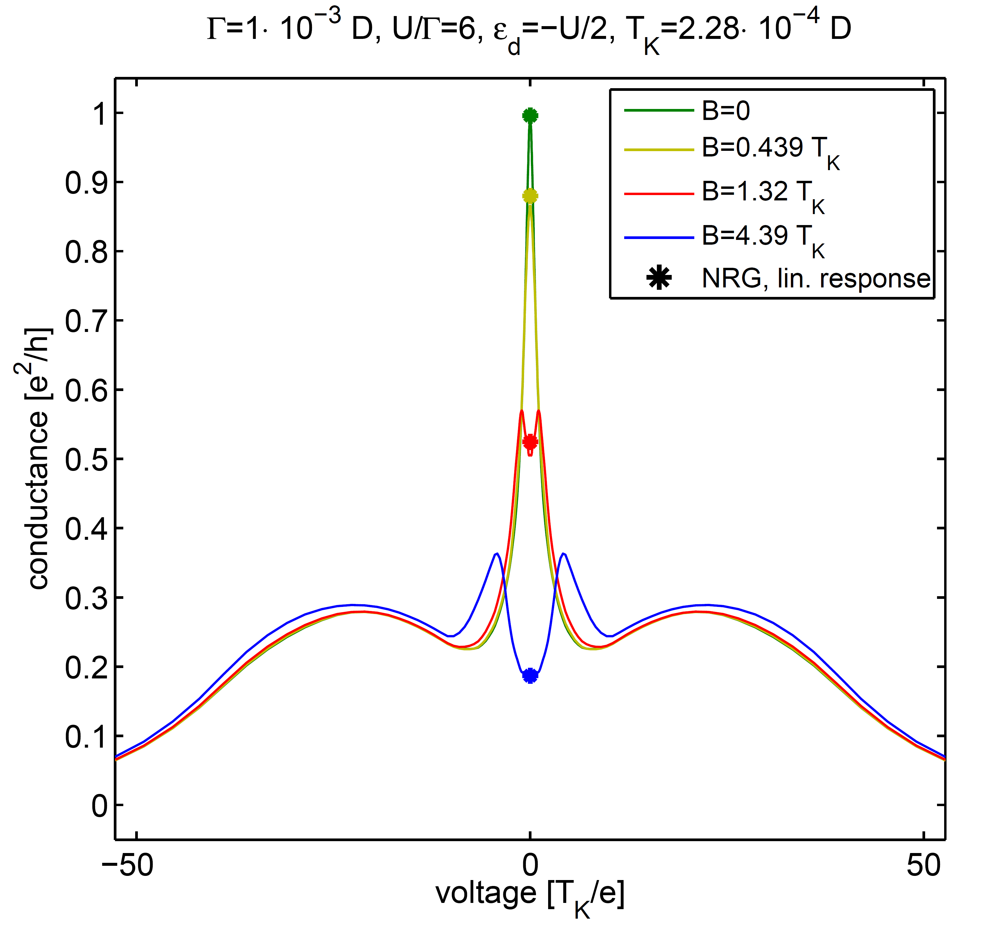 Γ=1· 10⁻³ D, U/Γ=6, ε_d=−U/2, T_K=2.28· 10⁻⁴ D
B=0
B=0.439 T_K
B=1.32 T_K
B=4.39 T_K
NRG, lin. response
1
0.9
0.8
0.7
0.6
0.5
0.4
0.3
0.2
0.1
0
conductance [e²/h]
−50 0 50
voltage [T_K/e]